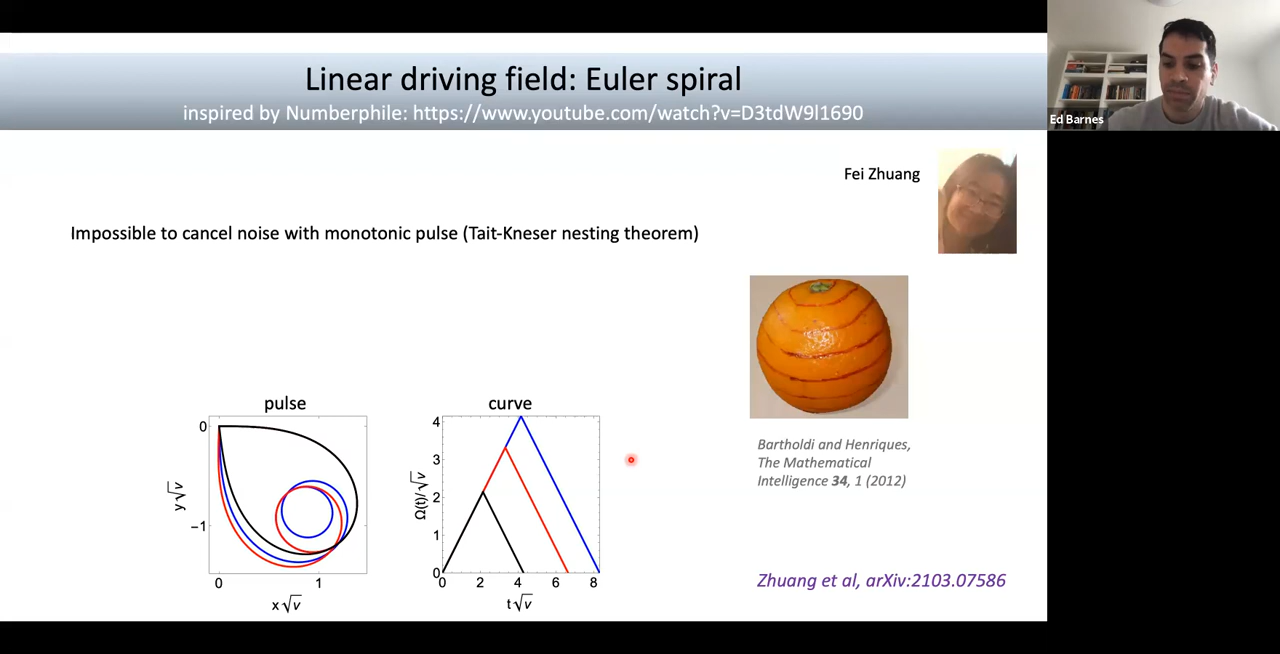 Linear driving field: Euler spiral
inspired by Numberphile: https://www.youtube.com/watch?v=D3tdW9l1690
Ed Barnes
Fei Zhuang
Impossible to cancel noise with monotonic pulse (Tait-Kneser nesting theorem)
pulse
0
−1
y√v
0 1
x√v
curve
4
3
2
1
0
Ω(t)/√v
0 2 4 6 8
t√v
Bartholdi and Henriques,
The Mathematical
Intelligence 34, 1 (2012)
Zhuang et al, arXiv:2103.07586